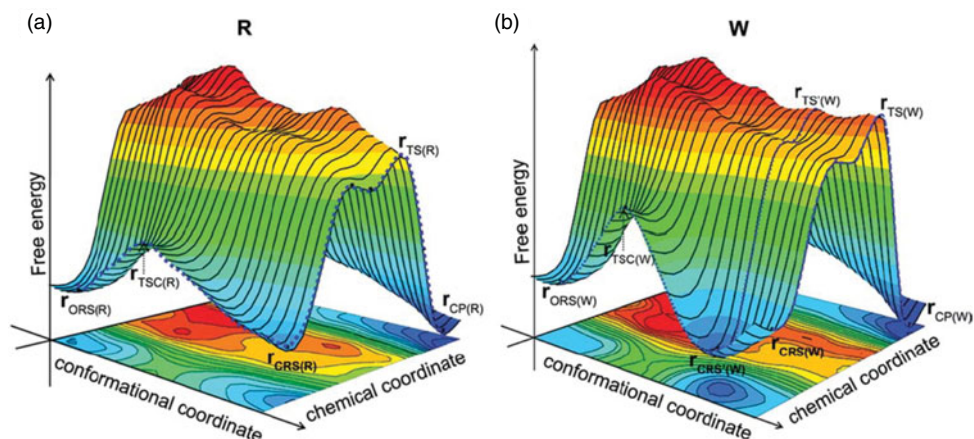 (a)
R
Free energy
r_TS(R)
r_TSC(R)
r_ORS(R)
r_CP(R)
r_CRS(R)
conformational coordinate
chemical coordinate
(b)
W
Free energy
r_TS'(W)
r_TS(W)
r_TSC(W)
r_ORS(W)
r_CP(W)
r_CRS(W)
r_CRS'(W)
conformational coordinate
chemical coordinate